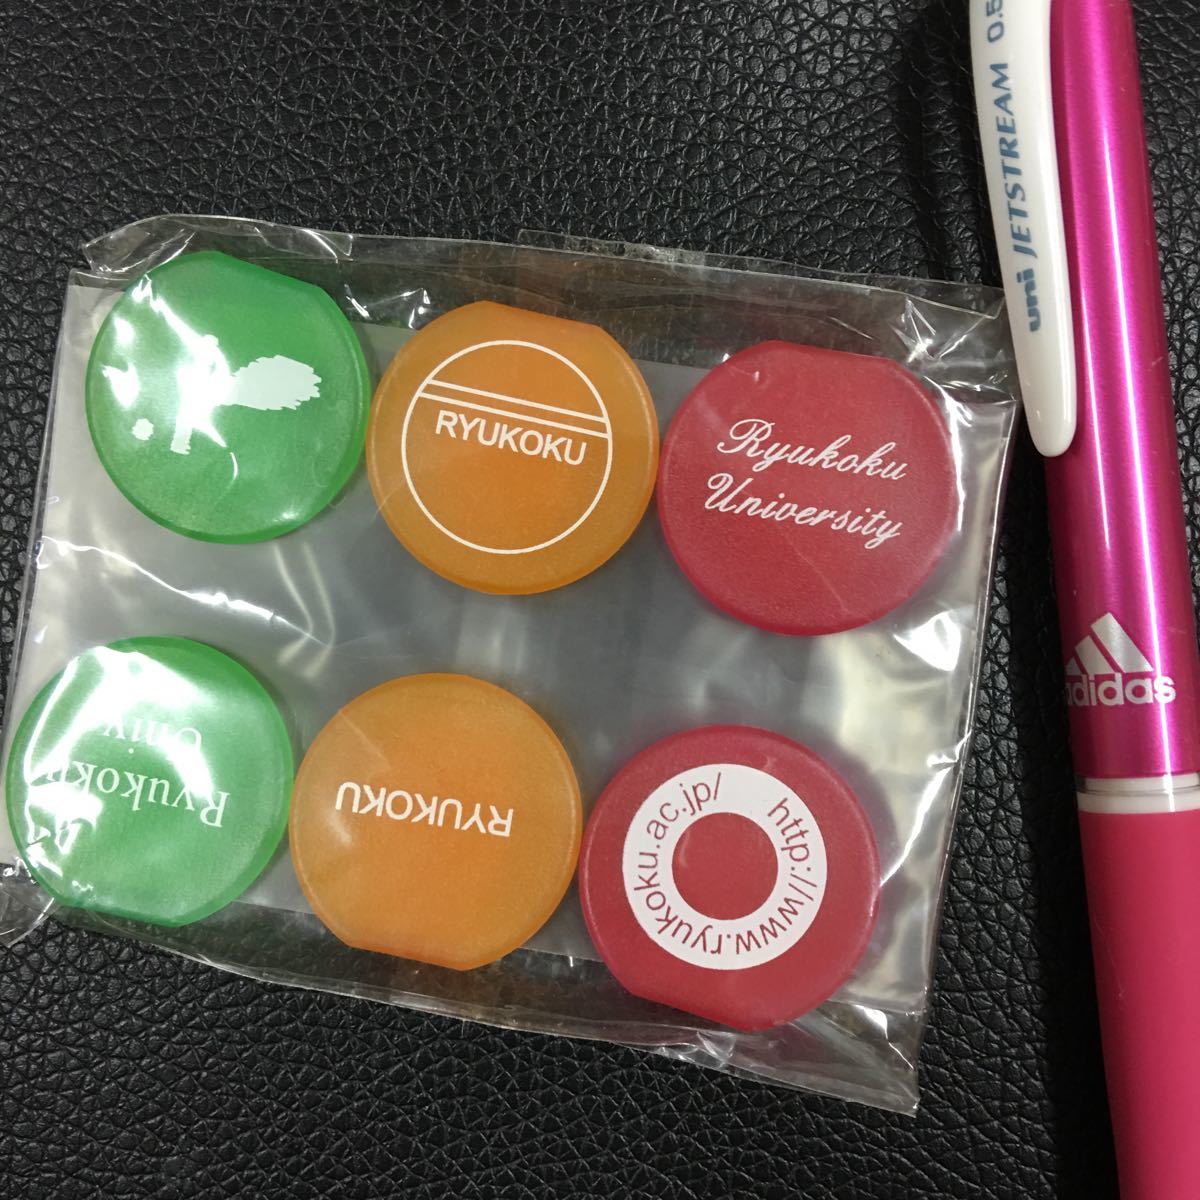 RYUKOKU
Ryukoku
University
Ryukoku
RYUKOKU
http://www.ryukoku.ac.jp/
uni JETSTREAM 0.5
adidas